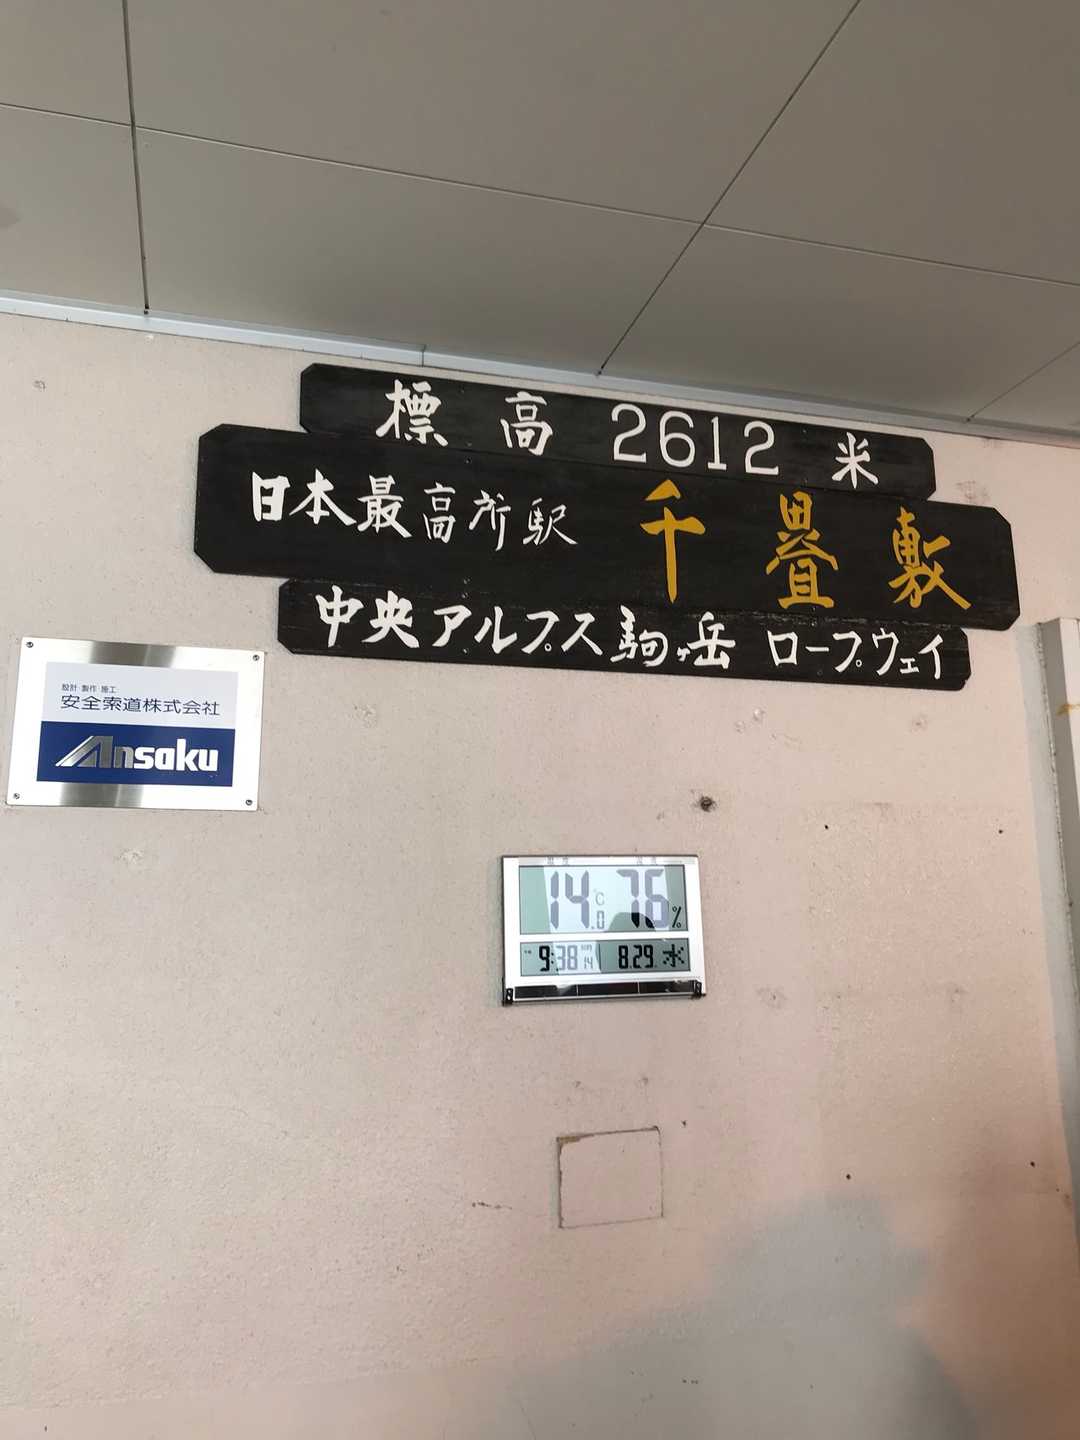 標高 2612 米
日本最高所駅 千畳敷
中央アルプス駒ヶ岳 ロープウェイ
設計 製作 施工
安全索道株式会社
Ansaku
14.0 ℃ 76 %
9:38 14 8.29 水